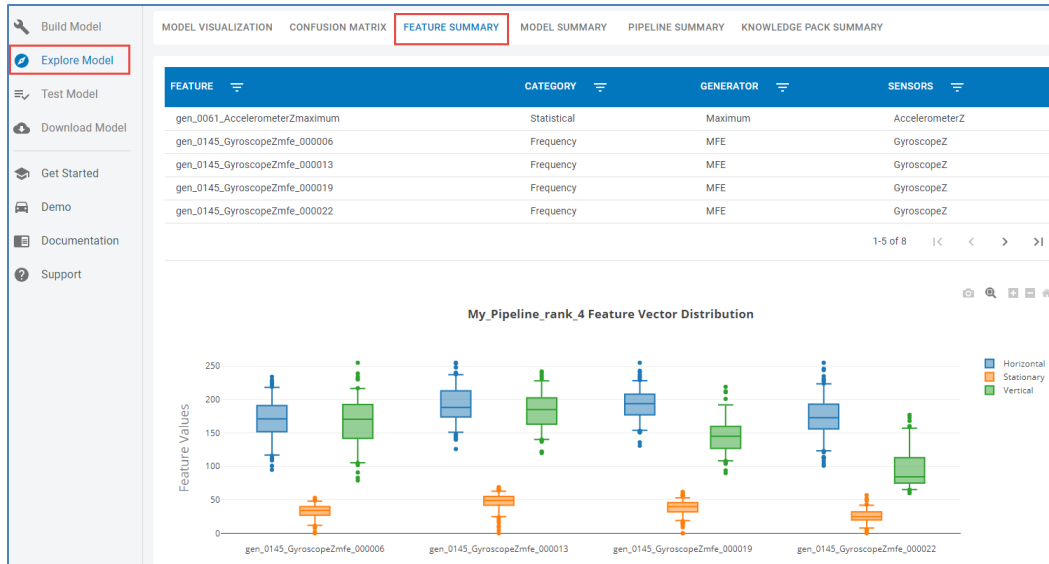 Build Model
Explore Model
Test Model
Download Model
Get Started
Demo
Documentation
Support
MODEL VISUALIZATION CONFUSION MATRIX FEATURE SUMMARY MODEL SUMMARY PIPELINE SUMMARY KNOWLEDGE PACK SUMMARY
FEATURE CATEGORY GENERATOR SENSORS
gen_0061_AccelerometerZmaximum Statistical Maximum AccelerometerZ
gen_0145_GyroscopeZmfe_000006 Frequency MFE GyroscopeZ
gen_0145_GyroscopeZmfe_000013 Frequency MFE GyroscopeZ
gen_0145_GyroscopeZmfe_000019 Frequency MFE GyroscopeZ
gen_0145_GyroscopeZmfe_000022 Frequency MFE GyroscopeZ
1-5 of 8
My_Pipeline_rank_4 Feature Vector Distribution
Feature Values
250
200
150
100
50
0
gen_0145_GyroscopeZmfe_000006 gen_0145_GyroscopeZmfe_000013 gen_0145_GyroscopeZmfe_000019 gen_0145_GyroscopeZmfe_000022
Horizontal
Stationary
Vertical